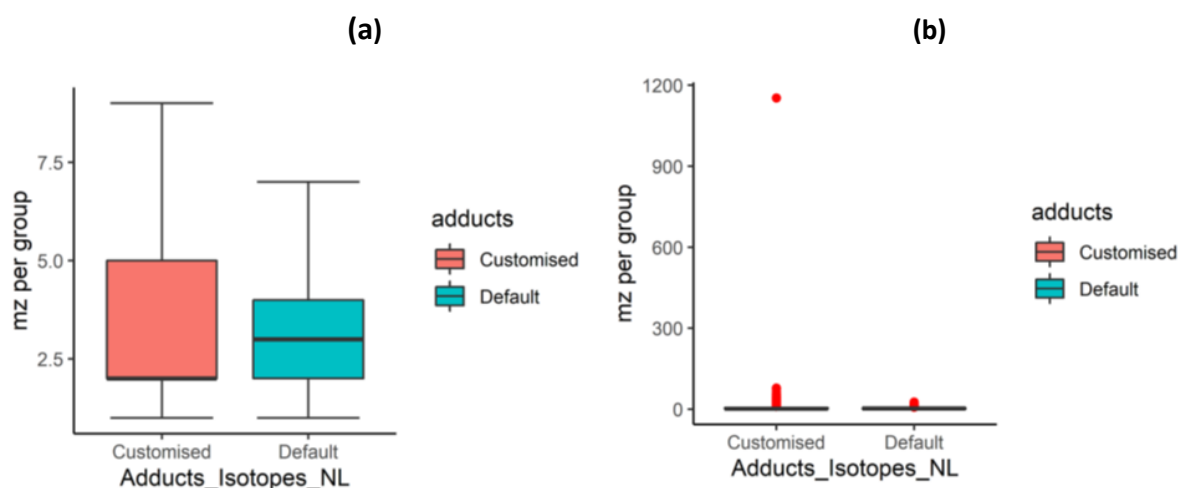 (a)
mz per group
7.5
5.0
2.5
Customised
Default
Adducts_Isotopes_NL
adducts
Customised
Default
(b)
mz per group
1200
900
600
300
0
Customised
Default
Adducts_Isotopes_NL
adducts
Customised
Default